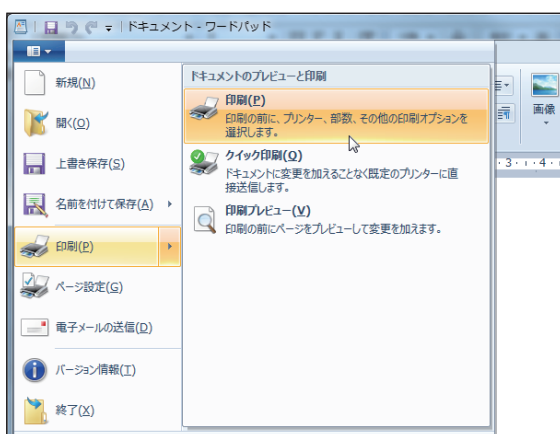 ドキュメント - ワードパッド
新規(N)
開く(O)
上書き保存(S)
名前を付けて保存(A)
印刷(P)
ページ設定(G)
電子メールの送信(D)
バージョン情報(T)
終了(X)
ドキュメントのプレビューと印刷
印刷(P)
印刷の前に、プリンター、部数、その他の印刷オプションを
選択します。
クイック印刷(Q)
ドキュメントに変更を加えることなく既定のプリンターに直
接送信します。
印刷プレビュー(V)
印刷の前にページをプレビューして変更を加えます。
画像
· 3 · ı · 4 ·